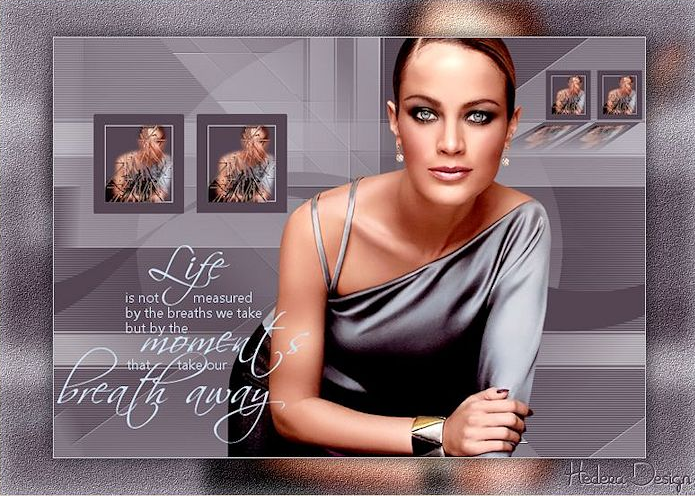 Life
is not measured
by the breaths we take
but by the
moments
that take our
breath away
Hedera Design